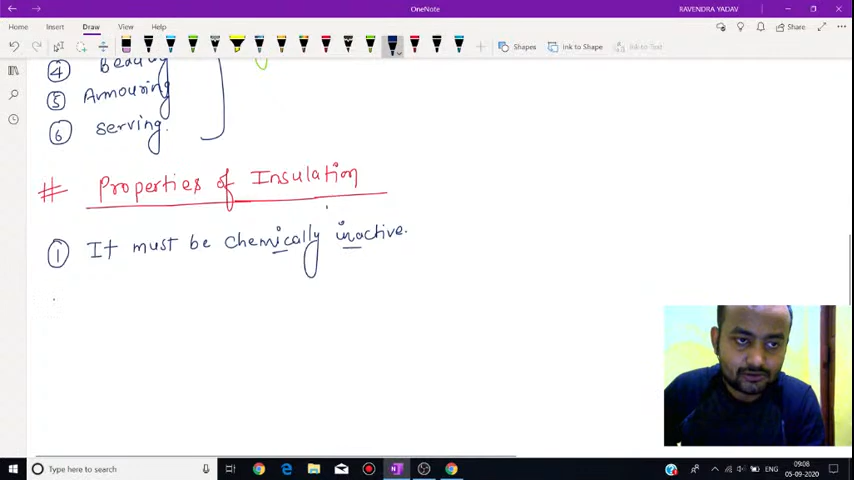 OneNote
RAVENDRA YADAV
Home Insert Draw View Help
Share
Shapes Ink to Shape Ink to Text
④ Beading
⑤ Armouring
⑥ Serving.
# Properties of Insulation
① It must be chemically inactive.
Type here to search
ENG
09:08
05-09-2020